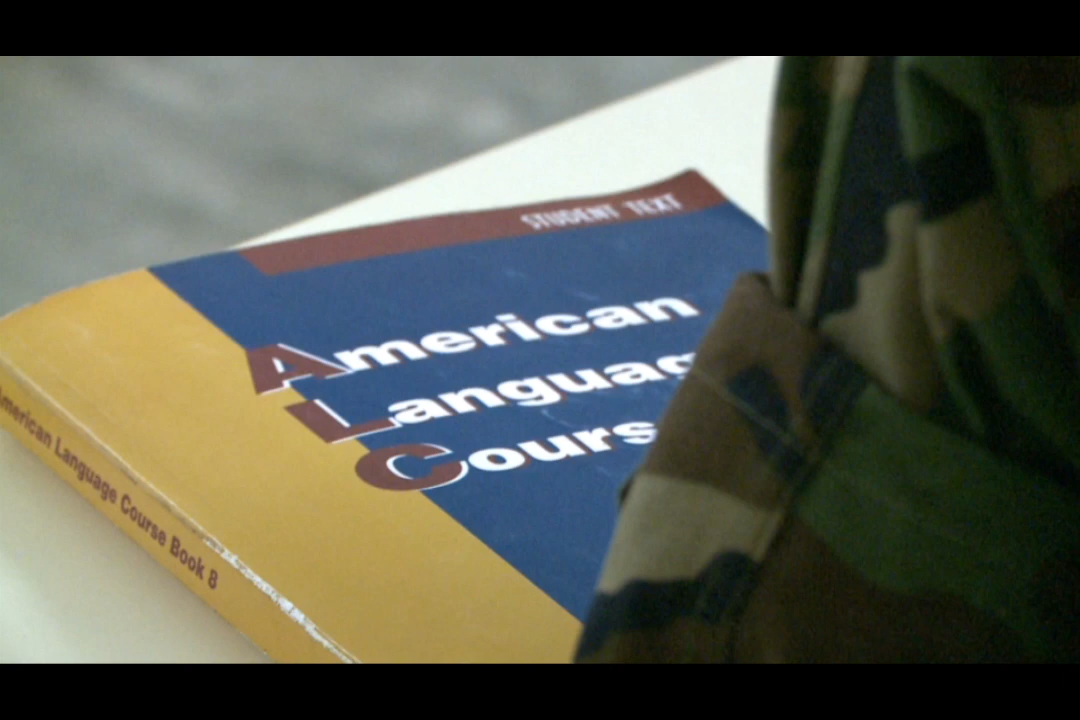 STUDENT TEXT
American
Languag
Cours
American Language Course Book 8